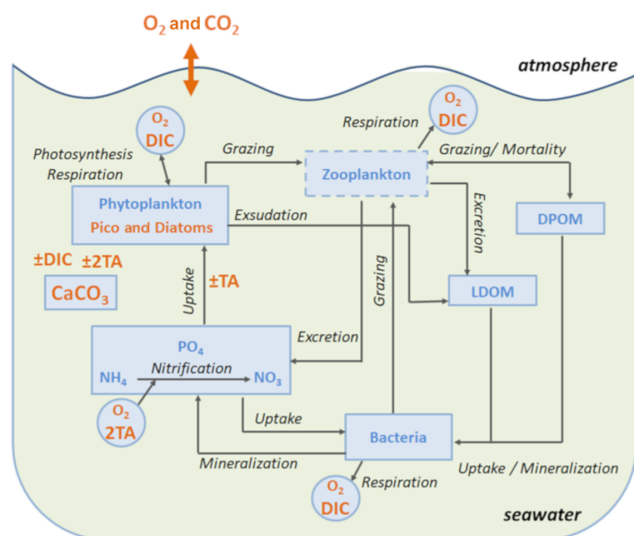 O₂ and CO₂
atmosphere
O₂
DIC
Respiration
O₂
DIC
Photosynthesis
Respiration
Grazing
Zooplankton
Grazing/ Mortality
Phytoplankton
Pico and Diatoms
Exsudation
Excretion
DPOM
±DIC ±2TA
CaCO₃
Uptake
±TA
Grazing
LDOM
PO₄
Excretion
Nitrification
NH₄
NO₃
O₂
2TA
Uptake
Bacteria
Mineralization
Uptake / Mineralization
O₂
DIC
Respiration
seawater